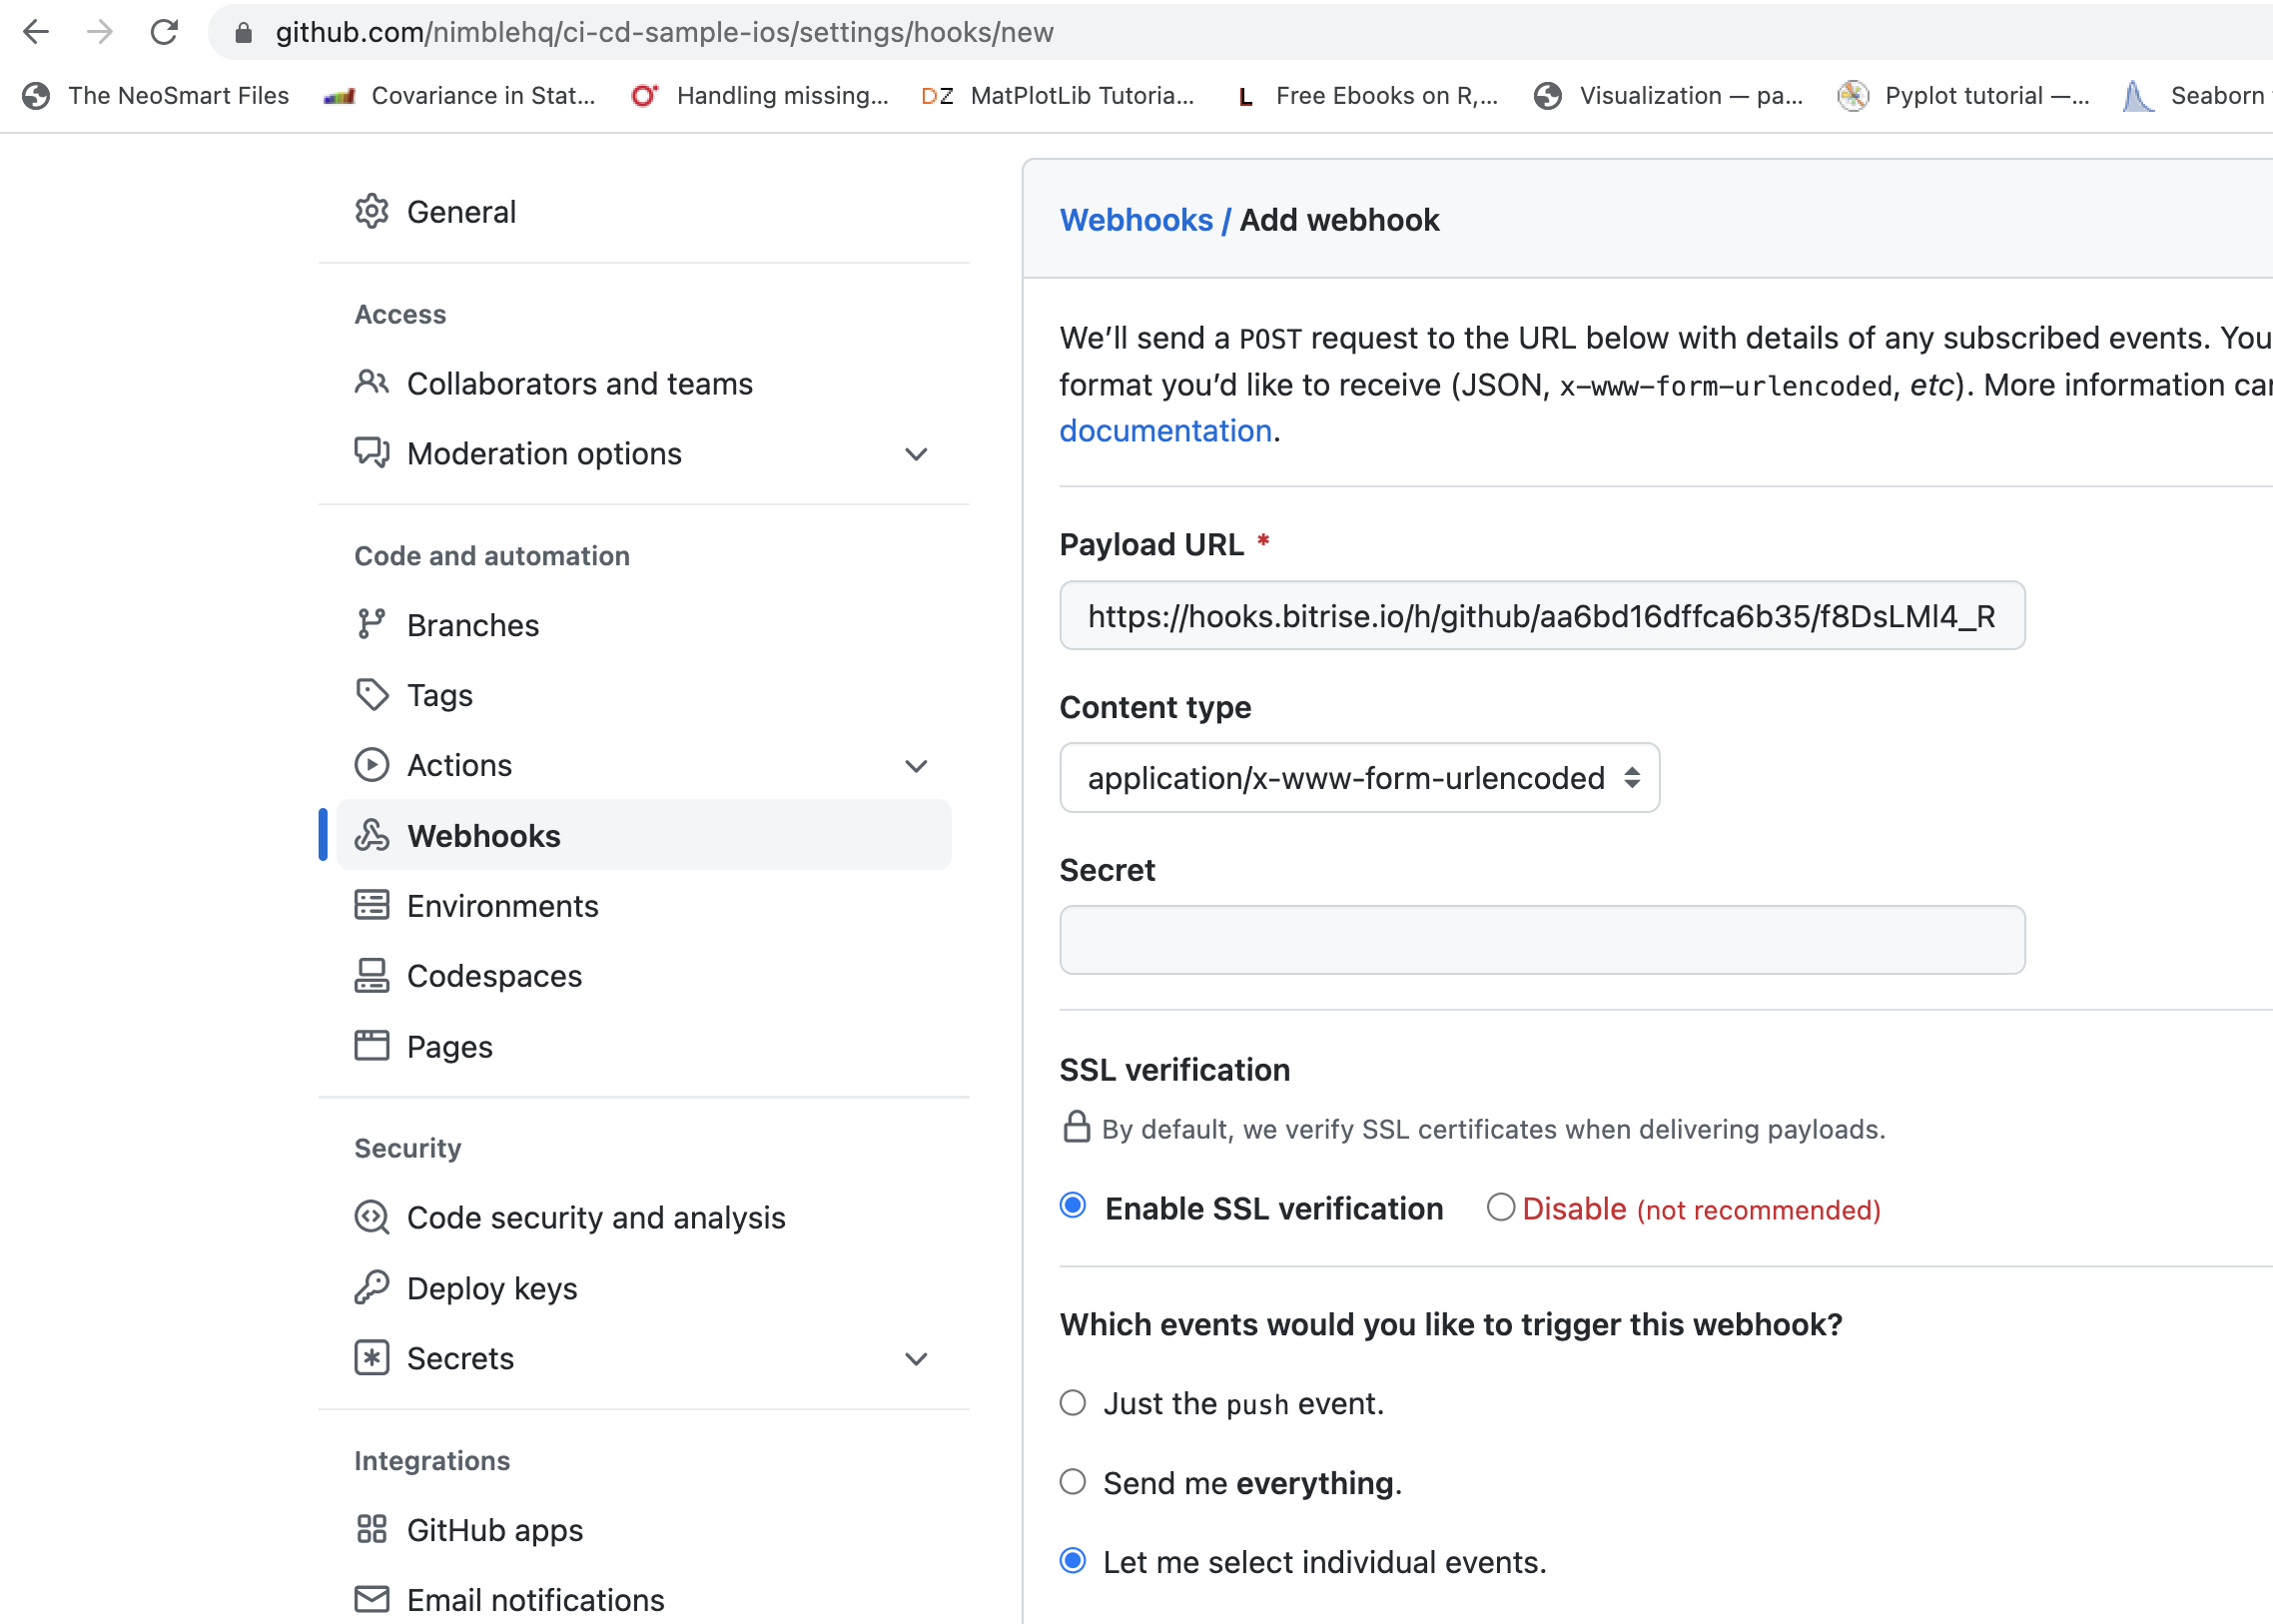 github.com/nimblehq/ci-cd-sample-ios/settings/hooks/new
The NeoSmart Files
Covariance in Stat...
Handling missing...
DZ MatPlotLib Tutoria...
L Free Ebooks on R,...
Visualization — pa...
Pyplot tutorial —...
Seaborn
General
Access
Collaborators and teams
Moderation options
Code and automation
Branches
Tags
Actions
Webhooks
Environments
Codespaces
Pages
Security
Code security and analysis
Deploy keys
Secrets
Integrations
GitHub apps
Email notifications
Webhooks / Add webhook
We’ll send a POST request to the URL below with details of any subscribed events. You
format you’d like to receive (JSON, x-www-form-urlencoded, etc). More information
documentation.
Payload URL *
https://hooks.bitrise.io/h/github/aa6bd16dffca6b35/f8DsLMl4_R
Content type
application/x-www-form-urlencoded
Secret
SSL verification
By default, we verify SSL certificates when delivering payloads.
Enable SSL verification Disable (not recommended)
Which events would you like to trigger this webhook?
Just the push event.
Send me everything.
Let me select individual events.